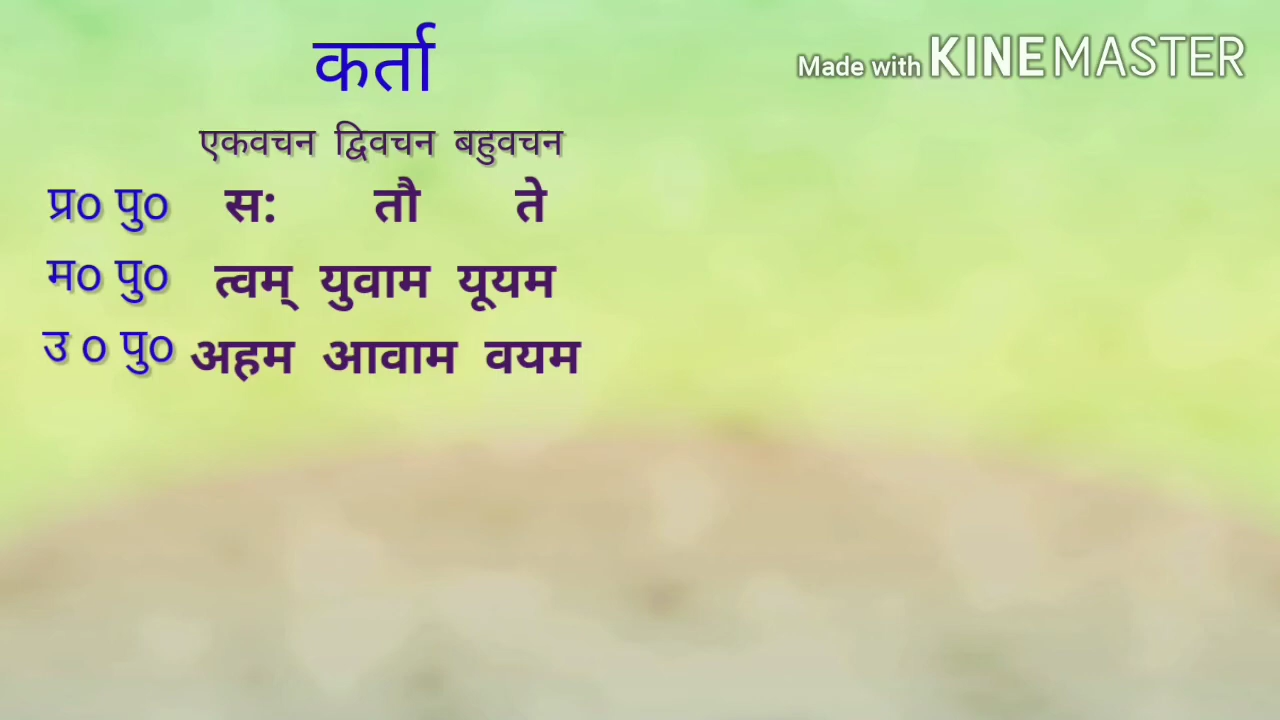 कर्ता
Made with KINEMASTER
एकवचन द्विवचन बहुवचन
प्र० पु० स: तौ ते
म० पु० त्वम् युवाम यूयम
उ ० पु० अहम आवाम वयम